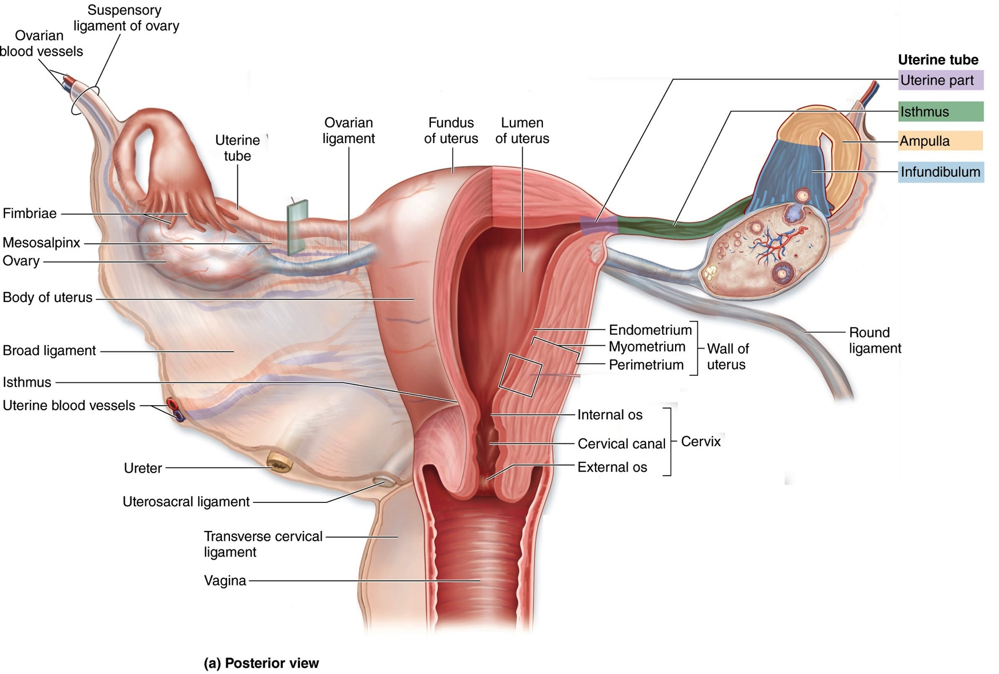 Suspensory
ligament of ovary
Ovarian
blood vessels
Uterine
tube
Ovarian
ligament
Fundus
of uterus
Lumen
of uterus
Uterine tube
Uterine part
Isthmus
Ampulla
Infundibulum
Fimbriae
Mesosalpinx
Ovary
Body of uterus
Broad ligament
Isthmus
Uterine blood vessels
Ureter
Uterosacral ligament
Transverse cervical
ligament
Vagina
Endometrium
Myometrium
Perimetrium
Wall of
uterus
Round
ligament
Internal os
Cervical canal
External os
Cervix
(a) Posterior view